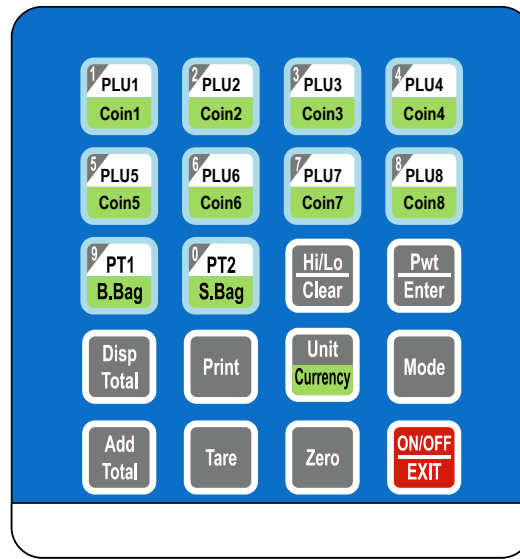 1 PLU1 2 PLU2 3 PLU3 4 PLU4
Coin1 Coin2 Coin3 Coin4
5 PLU5 6 PLU6 7 PLU7 8 PLU8
Coin5 Coin6 Coin7 Coin8
9 PT1 0 PT2 Hi/Lo Pwt
B.Bag S.Bag Clear Enter
Disp Print Unit Mode
Total Currency
Add Tare Zero ON/OFF
Total EXIT